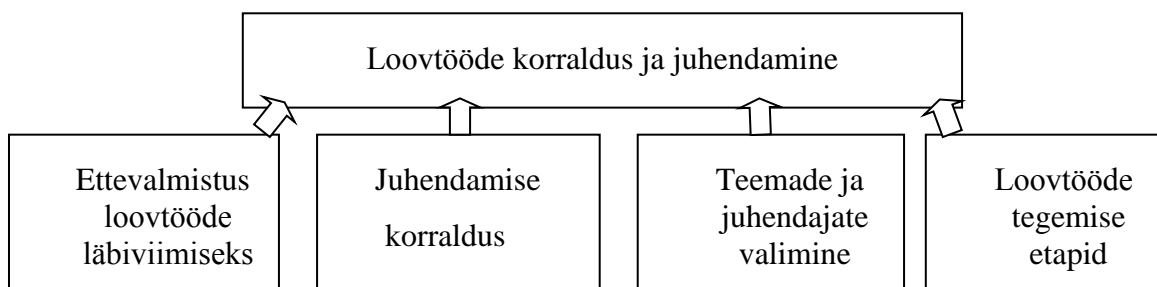 Loovtööde korraldus ja juhendamine
Ettevalmistus
loovtööde
läbiviimiseks
Juhendamise
korraldus
Teemade ja
juhendajate
valimine
Loovtööde
tegemise
etapid